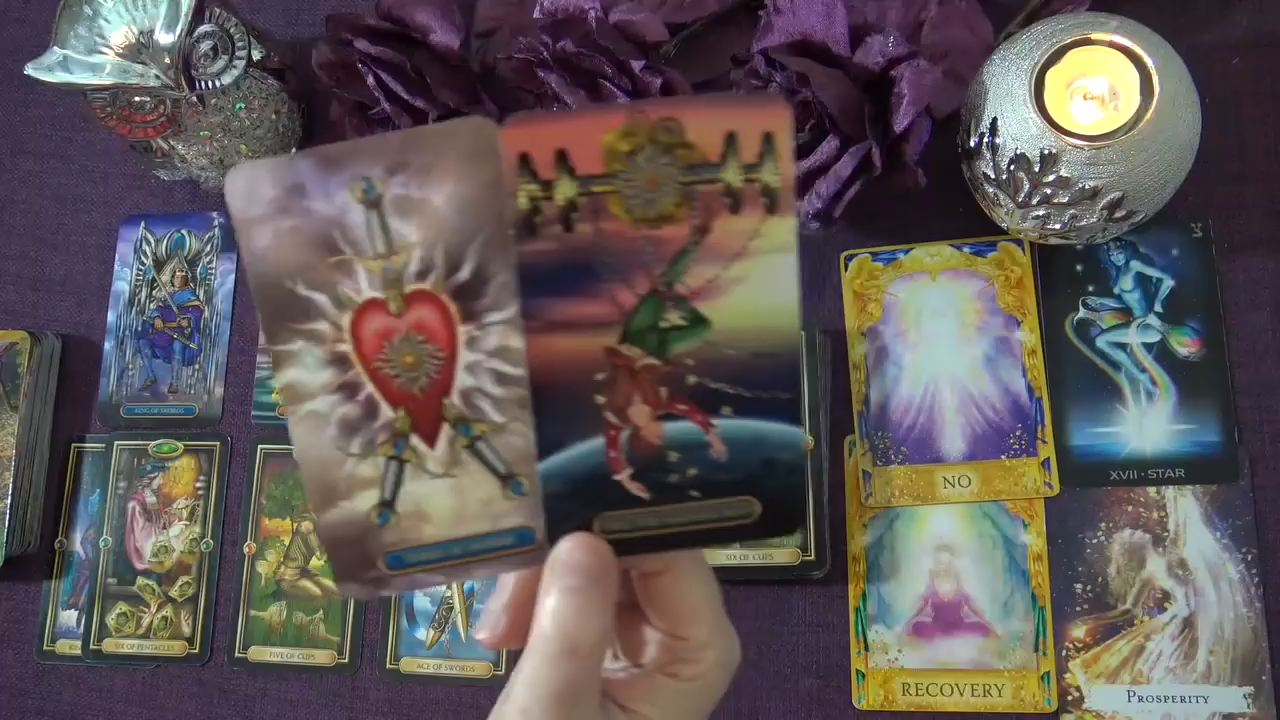 KING OF SWORDS
NO
XVII · STAR
SIX OF PENTACLES
FIVE OF CUPS
ACE OF SWORDS
SIX OF CUPS
RECOVERY
PROSPERITY